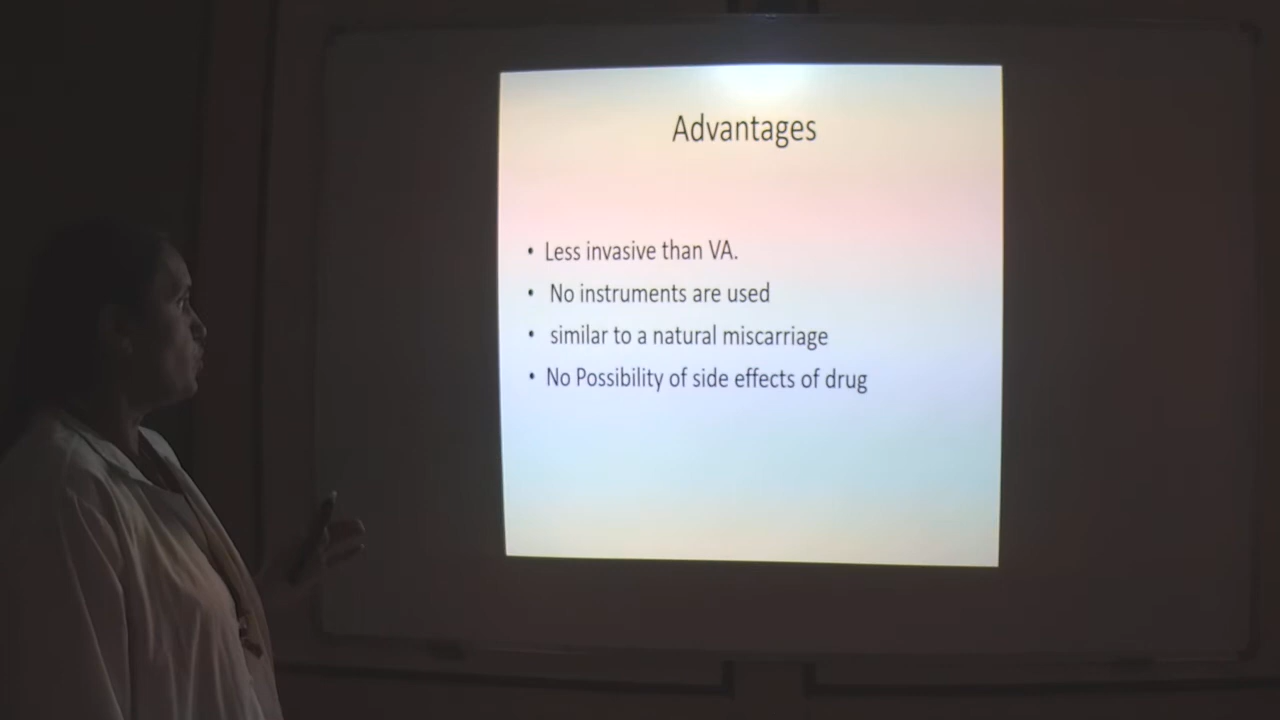 Advantages
• Less invasive than VA.
• No instruments are used
• similar to a natural miscarriage
• No Possibility of side effects of drug